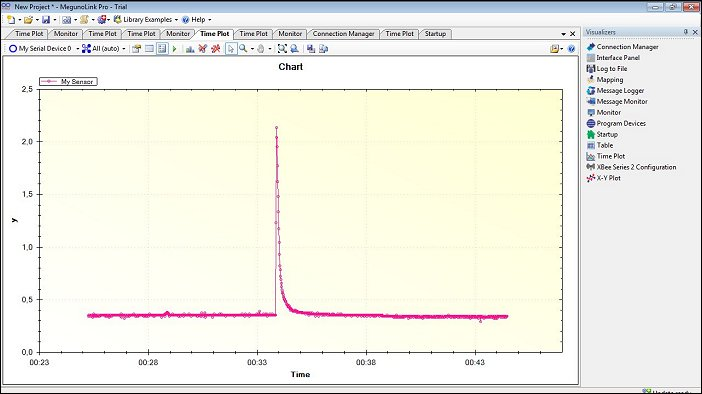 New Project * - MegunoLink Pro - Trial
Library Examples Help
Time Plot Monitor Time Plot Time Plot Monitor Time Plot Monitor Connection Manager Time Plot Startup
My Serial Device 0 All (auto)
Chart
My Sensor
2,5
2,0
1,5
1,0
0,5
0,0
y
00:23 00:28 00:33 00:38 00:43
Time
Visualizers
Connection Manager
Interface Panel
Log to File
Mapping
Message Logger
Message Monitor
Monitor
Program Devices
Startup
Table
Time Plot
XBee Series 2 Configuration
X-Y Plot